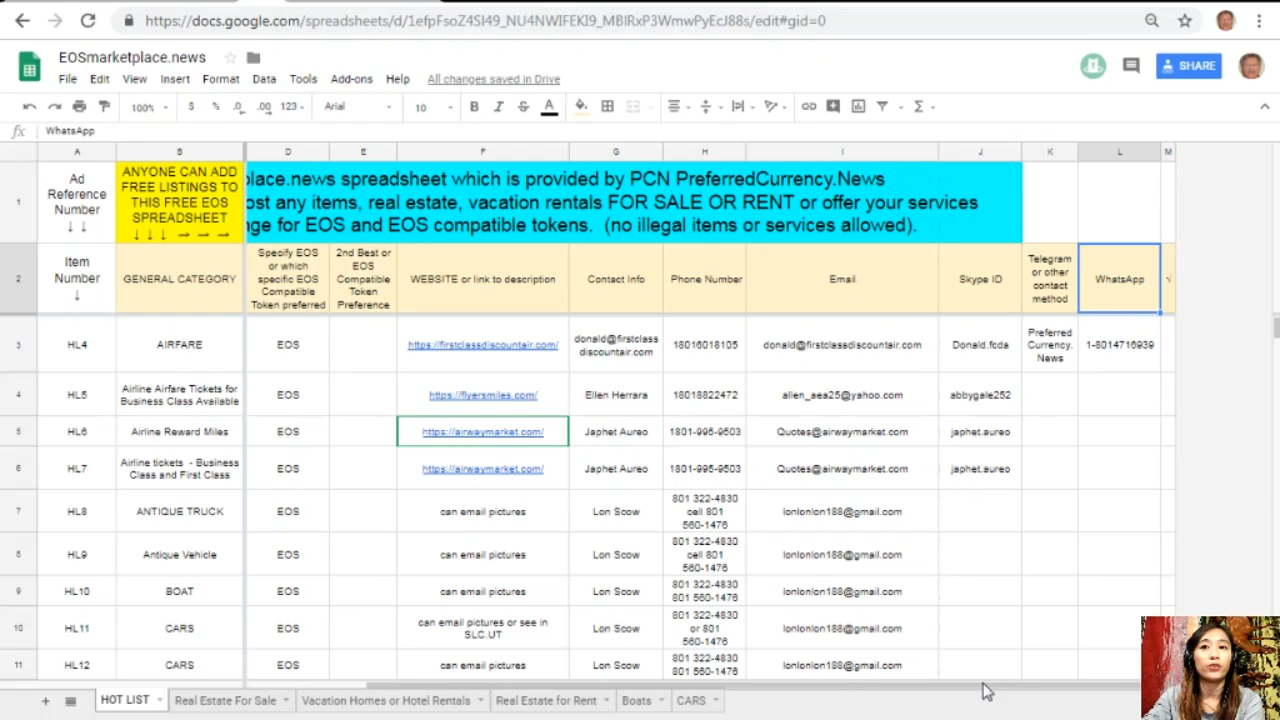 https://docs.google.com/spreadsheets/d/1efpFsoZ4SI49_NU4NWIFEKI9_MBlRxP3WmwPyEcJ88s/edit#gid=0
EOSmarketplace.news
File Edit View Insert Format Data Tools Add-ons Help All changes saved in Drive
SHARE
100% $ % .0 .00 123 Arial 10 B I S A
fx WhatsApp
A B D E F G H I J K L M
1
Ad
Reference
Number
↓ ↓
ANYONE CAN ADD
FREE LISTINGS TO
THIS FREE EOS
SPREADSHEET
↓ ↓ ↓ → → →
place.news spreadsheet which is provided by PCN PreferredCurrency.News
ost any items, real estate, vacation rentals FOR SALE OR RENT or offer your services
nge for EOS and EOS compatible tokens. (no illegal items or services allowed).
2
Item
Number
↓
GENERAL CATEGORY
Specify EOS
or which
specific EOS
Compatible
Token preferred
2nd Best or
EOS
Compatible
Token
Preference
WEBSITE or link to description
Contact Info
Phone Number
Email
Skype ID
Telegram
or other
contact
method
WhatsApp
3
HL4
AIRFARE
EOS
https://firstclassdiscountair.com/
donald@firstclass
discountair.com
18016018105
donald@firstclassdiscountair.com
Donald.fcda
Preferred
Currency.
News
1-8014716939
4
HL5
Airline Airfare Tickets for
Business Class Available
EOS
https://flyersmiles.com/
Ellen Herrara
18018822472
allen_aea25@yahoo.com
abbygale252
5
HL6
Airline Reward Miles
EOS
https://airwaymarket.com/
Japhet Aureo
1801-995-9503
Quotes@airwaymarket.com
japhet.aureo
6
HL7
Airline tickets - Business
Class and First Class
EOS
https://airwaymarket.com/
Japhet Aureo
1801-995-9503
Quotes@airwaymarket.com
japhet.aureo
7
HL8
ANTIQUE TRUCK
EOS
can email pictures
Lon Scow
801 322-4830
cell 801
560-1476
lonlonlon188@gmail.com
8
HL9
Antique Vehicle
EOS
can email pictures
Lon Scow
801 322-4830
cell 801
560-1476
lonlonlon188@gmail.com
9
HL10
BOAT
EOS
can email pictures
Lon Scow
801 322-4830
801 560-1476
lonlonlon188@gmail.com
10
HL11
CARS
EOS
can email pictures or see in
SLC.UT
Lon Scow
801 322-4830
or 801
560-1476
lonlonlon188@gmail.com
11
HL12
CARS
EOS
can email pictures
Lon Scow
801 322-4830
801 560-1476
lonlonlon188@gmail.com
HOT LIST Real Estate For Sale Vacation Homes or Hotel Rentals Real Estate for Rent Boats CARS